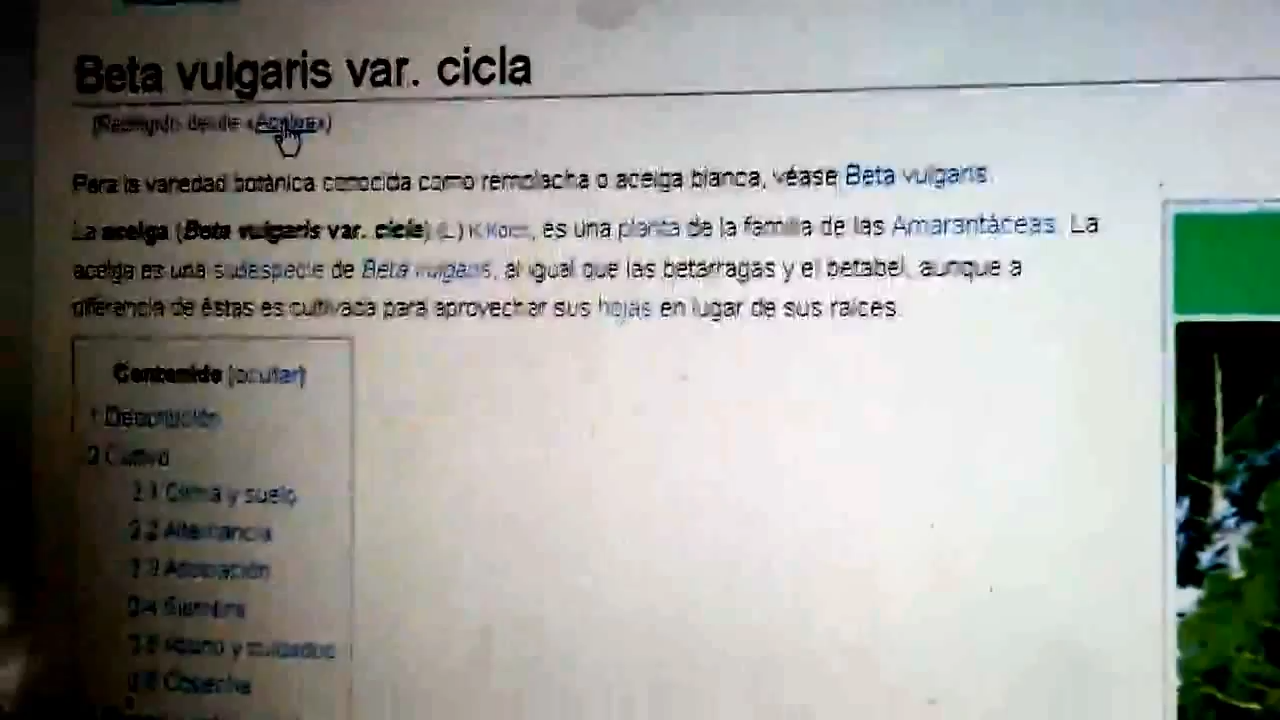 Beta vulgaris var. cicla
(Redirigido desde «Acelga»)
Para la variedad botánica conocida como remolacha o acelga blanca, véase Beta vulgaris.
La acelga (Beta vulgaris var. cicla) (L.) K.Koch, es una planta de la familia de las Amarantáceas. La
acelga es una subespecie de Beta vulgaris, al igual que las betarragas y el betabel, aunque a
diferencia de éstas es cultivada para aprovechar sus hojas en lugar de sus raíces.
Contenido [ocultar]
1 Descripción
2 Cultivo
2.1 Clima y suelo
2.2 Alternancia
2.3 Asociación
2.4 Siembra
2.5 Abono y cuidados
2.6 Cosecha